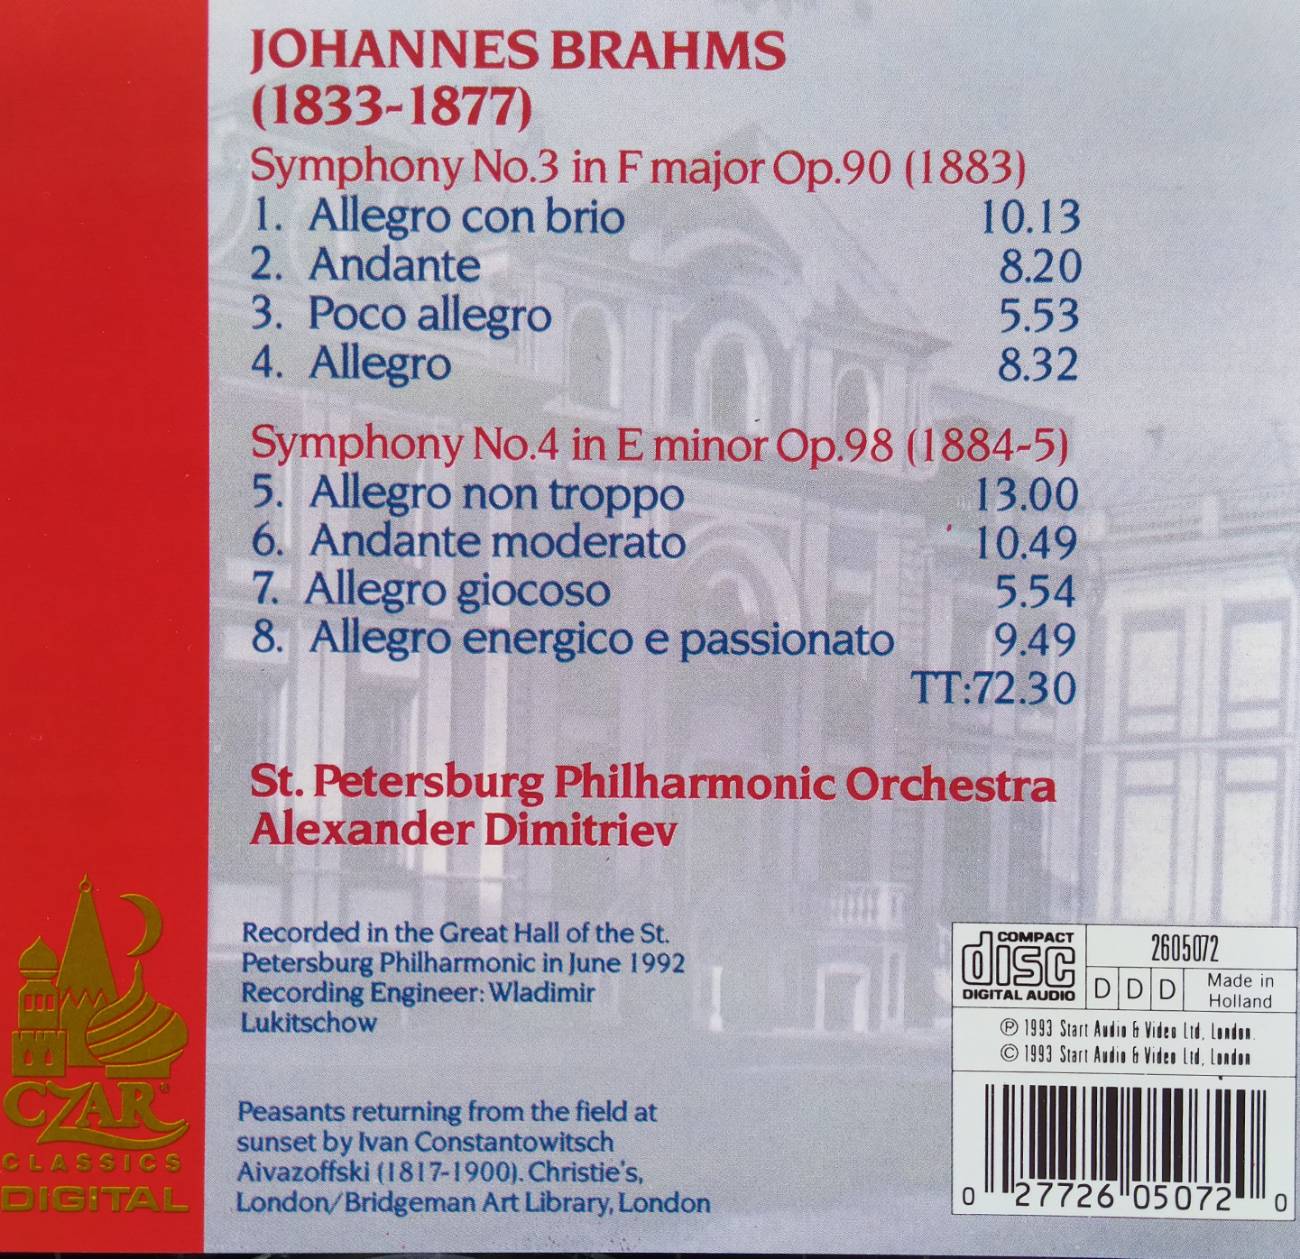 JOHANNES BRAHMS
(1833-1877)
Symphony No.3 in F major Op.90 (1883)
1. Allegro con brio 10.13
2. Andante 8.20
3. Poco allegro 5.53
4. Allegro 8.32
Symphony No.4 in E minor Op.98 (1884-5)
5. Allegro non troppo 13.00
6. Andante moderato 10.49
7. Allegro giocoso 5.54
8. Allegro energico e passionato 9.49
TT:72.30
St. Petersburg Philharmonic Orchestra
Alexander Dimitriev
Recorded in the Great Hall of the St.
Petersburg Philharmonic in June 1992
Recording Engineer: Wladimir
Lukitschow
Peasants returning from the field at
sunset by Ivan Constantowitsch
Aivazoffski (1817-1900). Christie's,
London/Bridgeman Art Library, London
CZAR®
CLASSICS
DIGITAL
COMPACT
disc
DIGITAL AUDIO
2605072
D D D
Made in
Holland
℗ 1993 Start Audio & Video Ltd, London.
© 1993 Start Audio & Video Ltd, London
0 27726 05072 0